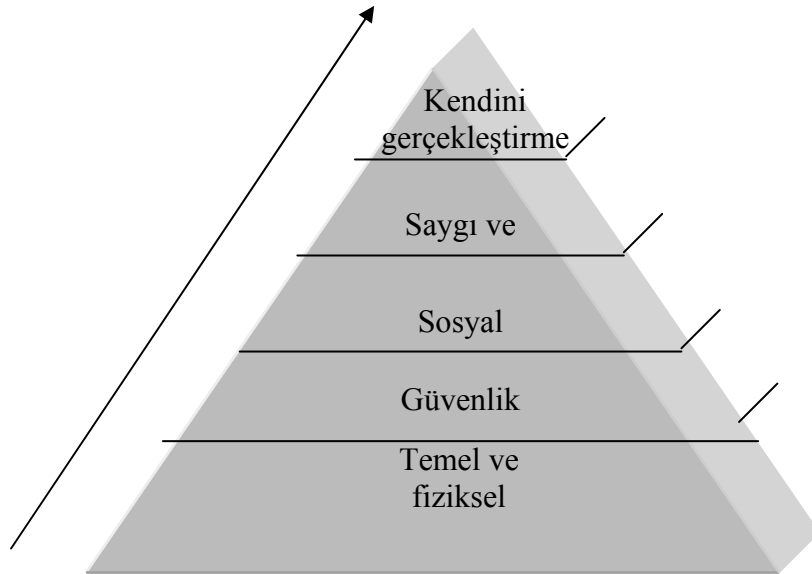 Kendini
gerçekleştirme
Saygı ve
Sosyal
Güvenlik
Temel ve
fiziksel